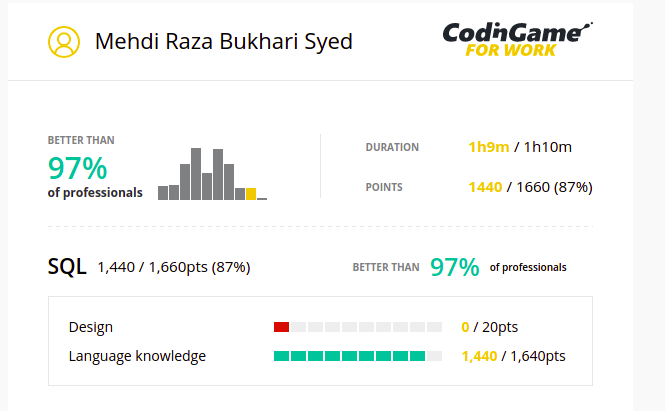 Mehdi Raza Bukhari Syed
CodinGame
FOR WORK
BETTER THAN
97%
of professionals
DURATION 1h9m / 1h10m
POINTS 1440 / 1660 (87%)
SQL 1,440 / 1,660pts (87%) BETTER THAN 97% of professionals
Design 0 / 20pts
Language knowledge 1,440 / 1,640pts